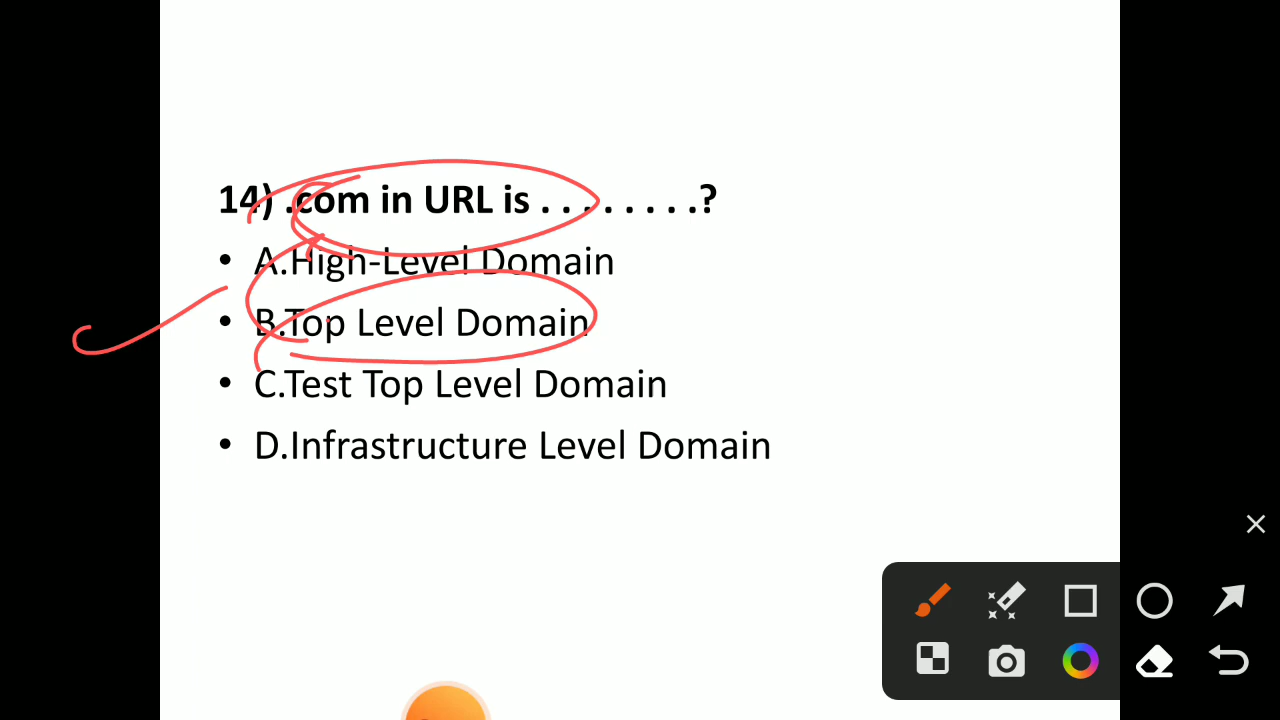 14) .com in URL is . . . . . . . .?
• A.High-Level Domain
• B.Top Level Domain
• C.Test Top Level Domain
• D.Infrastructure Level Domain